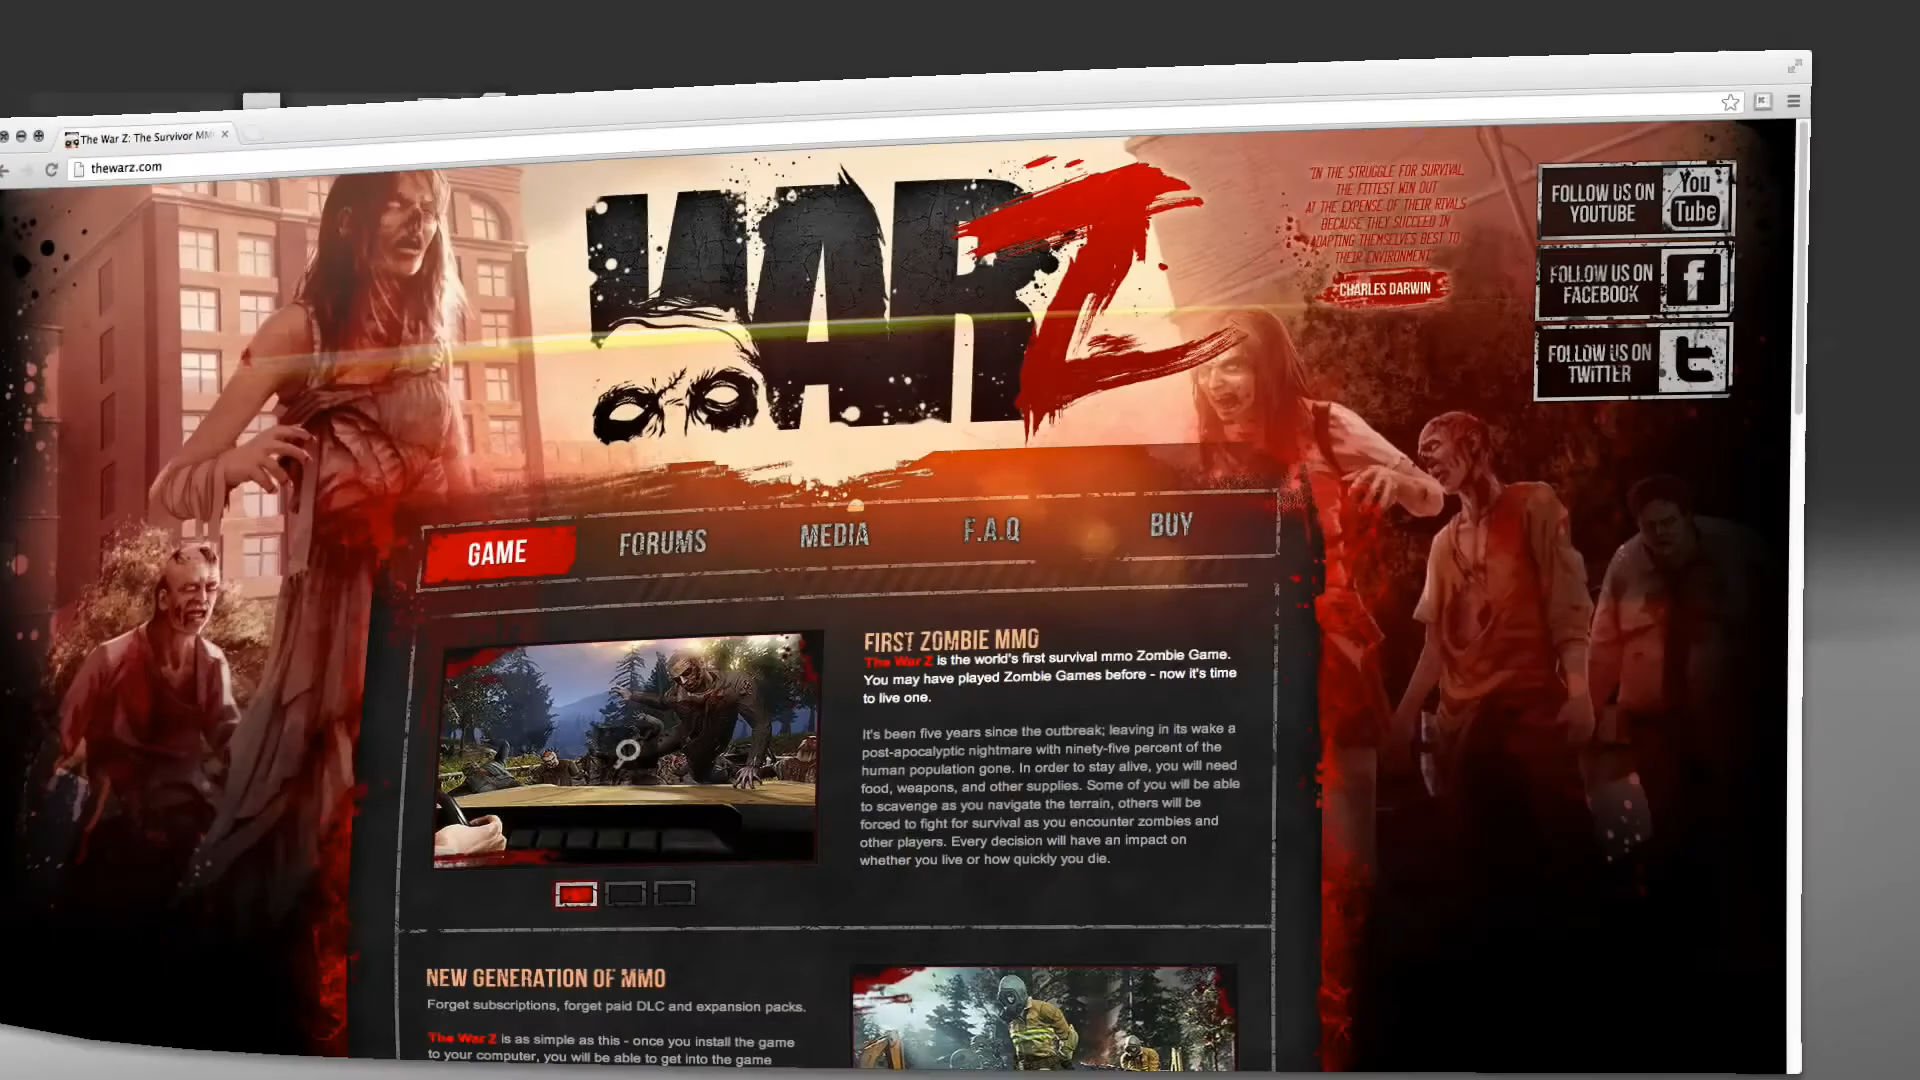 The War Z: The Survivor MM
thewarz.com
WAR Z
"IN THE STRUGGLE FOR SURVIVAL,
THE FITTEST WIN OUT
AT THE EXPENSE OF THEIR RIVALS
BECAUSE THEY SUCCEED IN
ADAPTING THEMSELVES BEST TO
THEIR ENVIRONMENT"
CHARLES DARWIN
FOLLOW US ON
YOUTUBE
You
Tube
FOLLOW US ON
FACEBOOK
f
FOLLOW US ON
TWITTER
t
GAME
FORUMS
MEDIA
F.A.Q
BUY
FIRST ZOMBIE MMO
The War Z is the world's first survival mmo Zombie Game.
You may have played Zombie Games before - now it's time
to live one.
It's been five years since the outbreak; leaving in its wake a
post-apocalyptic nightmare with ninety-five percent of the
human population gone. In order to stay alive, you will need
food, weapons, and other supplies. Some of you will be able
to scavenge as you navigate the terrain, others will be
forced to fight for survival as you encounter zombies and
other players. Every decision will have an impact on
whether you live or how quickly you die.
NEW GENERATION OF MMO
Forget subscriptions, forget paid DLC and expansion packs.
The War Z is as simple as this - once you install the game
to your computer, you will be able to get into the game